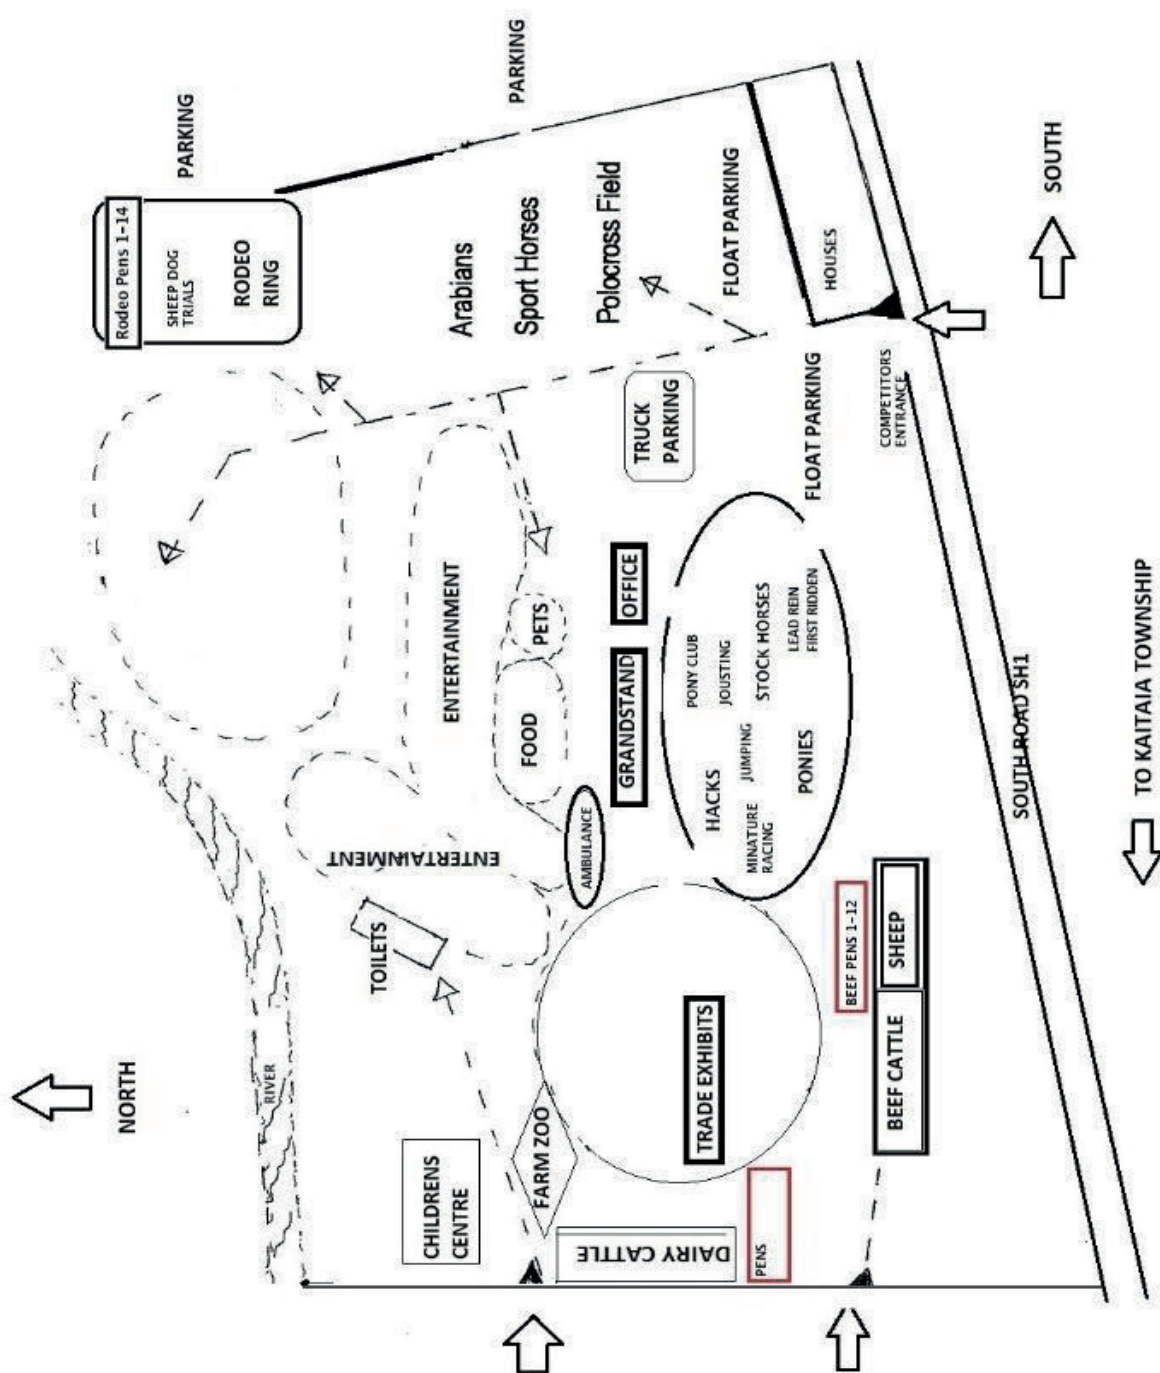 PARKING
PARKING
Rodeo Pens 1-14
SHEEP DOG
TRIALS
RODEO
RING
Arabians
Sport Horses
Polocross Field
FLOAT PARKING
HOUSES
SOUTH
TRUCK
PARKING
FLOAT PARKING
COMPETITORS
ENTRANCE
ENTERTAINMENT
PETS
FOOD
OFFICE
GRANDSTAND
PONY CLUB
JOUSTING
STOCK HORSES
LEAD REIN
FIRST RIDDEN
HACKS
JUMPING
MINATURE
RACING
PONIES
SOUTH ROAD SH1
TO KAITAIA TOWNSHIP
ENTERTAINMENT
AMBULANCE
TOILETS
RIVER
NORTH
TRADE EXHIBITS
BEEF PENS 1-12
SHEEP
BEEF CATTLE
CHILDRENS
CENTRE
FARM ZOO
DAIRY CATTLE
PENS